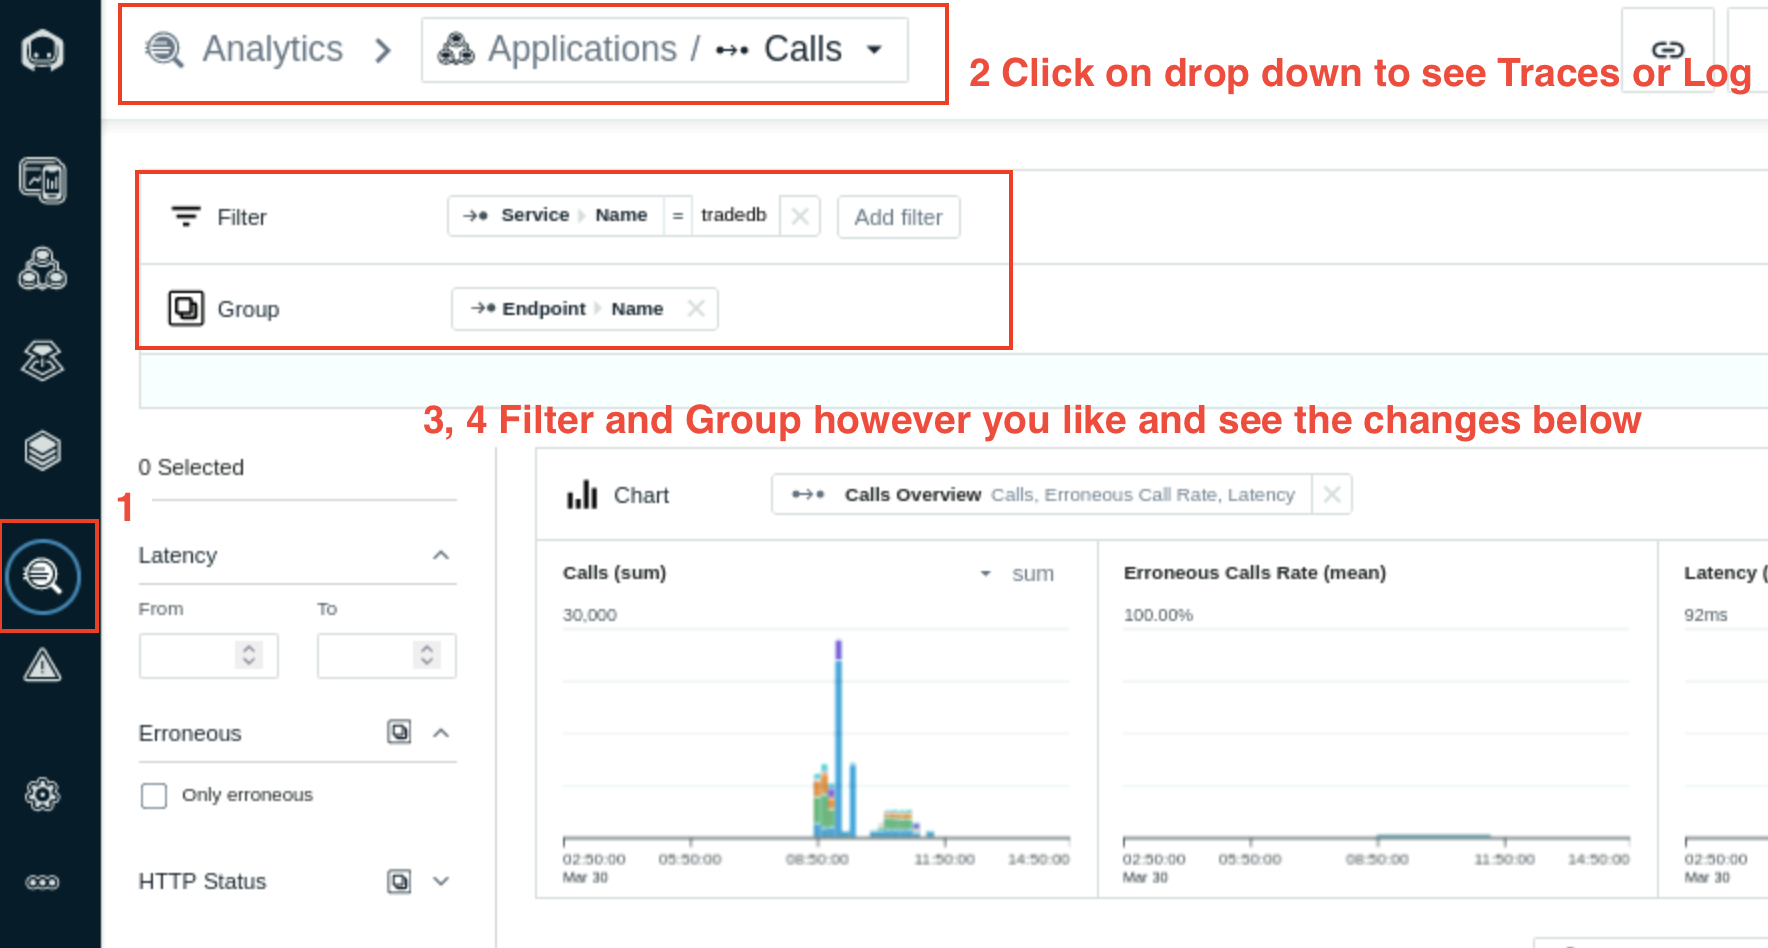 Analytics > Applications / Calls
2 Click on drop down to see Traces or Log
Filter Service Name = tradedb Add filter
Group Endpoint Name
3, 4 Filter and Group however you like and see the changes below
0 Selected
1
Chart Calls Overview Calls, Erroneous Call Rate, Latency
Latency
From To
Erroneous
Only erroneous
HTTP Status
Calls (sum) sum
30,000
02:50:00 05:50:00 08:50:00 11:50:00 14:50:00
Mar 30
Erroneous Calls Rate (mean)
100.00%
02:50:00 05:50:00 08:50:00 11:50:00 14:50:00
Mar 30
Latency (
92ms
02:50:00
Mar 30